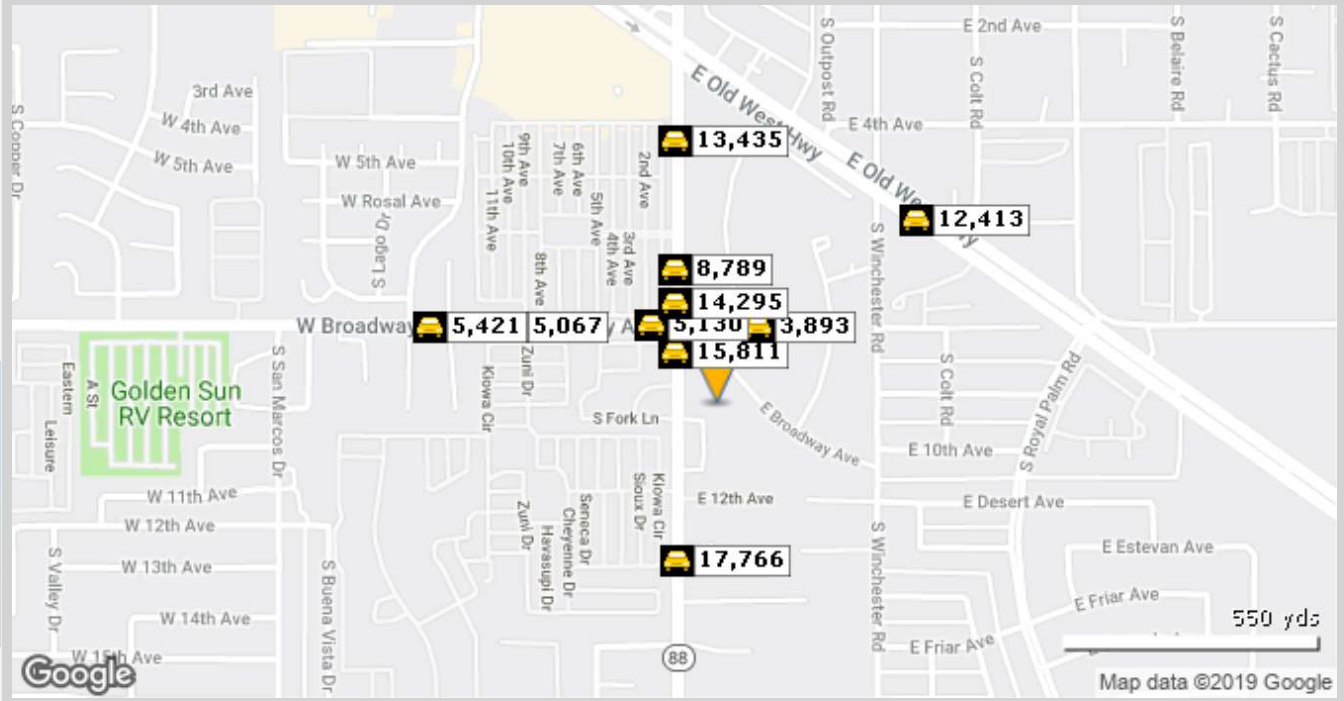 E 2nd Ave
S Outpost Rd
S Colt Rd
S Belaire Rd
S Cactus Rd
3rd Ave
S Copper Dr
W 4th Ave
W 5th Ave
W 5th Ave
W Rosal Ave
S Lago Dr
E Old West Hwy
E 4th Ave
13,435
12,413
11th Ave
10th Ave
9th Ave
8th Ave
7th Ave
6th Ave
5th Ave
4th Ave
3rd Ave
2nd Ave
S Winchester Rd
8,789
14,295
W Broadway
5,421
5,067
5,130
3,893
15,811
Golden Sun
RV Resort
A St
Eastern
Leisure
S San Marcos Dr
Kiowa Cir
Zuni Dr
S Fork Ln
E Broadway Ave
S Colt Rd
S Royal Palm Rd
E 10th Ave
W 11th Ave
W 12th Ave
Zuni Dr
Havasupi Dr
Cheyenne Dr
Seneca Dr
Sioux Dr
Kiowa Cir
E 12th Ave
E Desert Ave
17,766
S Winchester Rd
E Estevan Ave
S Valley Dr
W 13th Ave
S Buena Vista Dr
W 14th Ave
E Friar Ave
E Friar Ave
W 15th Ave
88
550 yds
Google
Map data ©2019 Google